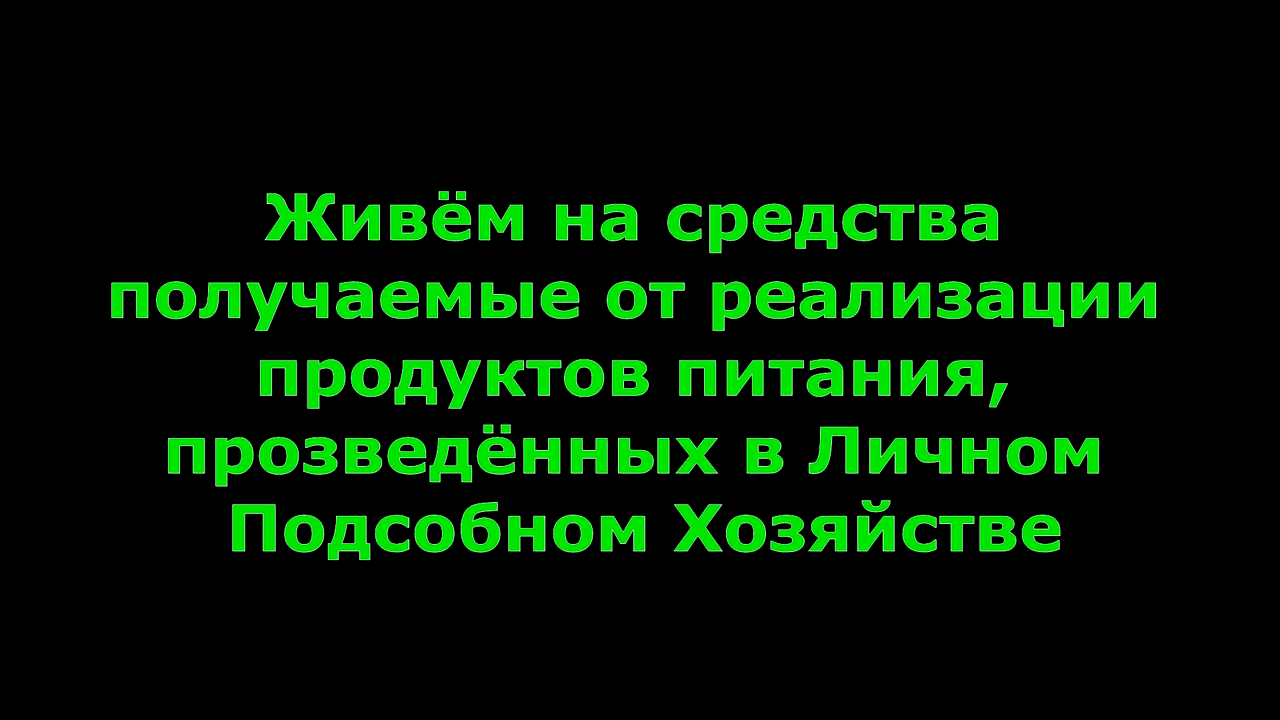 Живём на средства
получаемые от реализации
продуктов питания,
прозведённых в Личном
Подсобном Хозяйстве